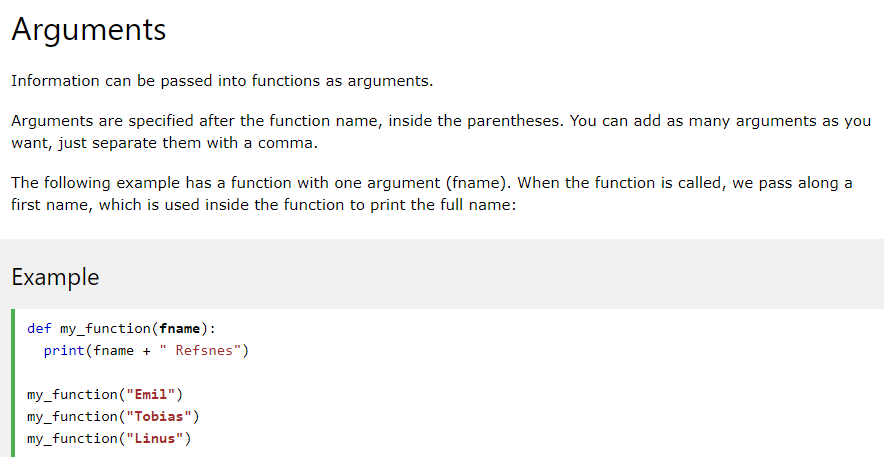 Arguments
Information can be passed into functions as arguments.
Arguments are specified after the function name, inside the parentheses. You can add as many arguments as you
want, just separate them with a comma.
The following example has a function with one argument (fname). When the function is called, we pass along a
first name, which is used inside the function to print the full name:
Example
def my_function(fname):
  print(fname + " Refsnes")
my_function("Emil")
my_function("Tobias")
my_function("Linus")